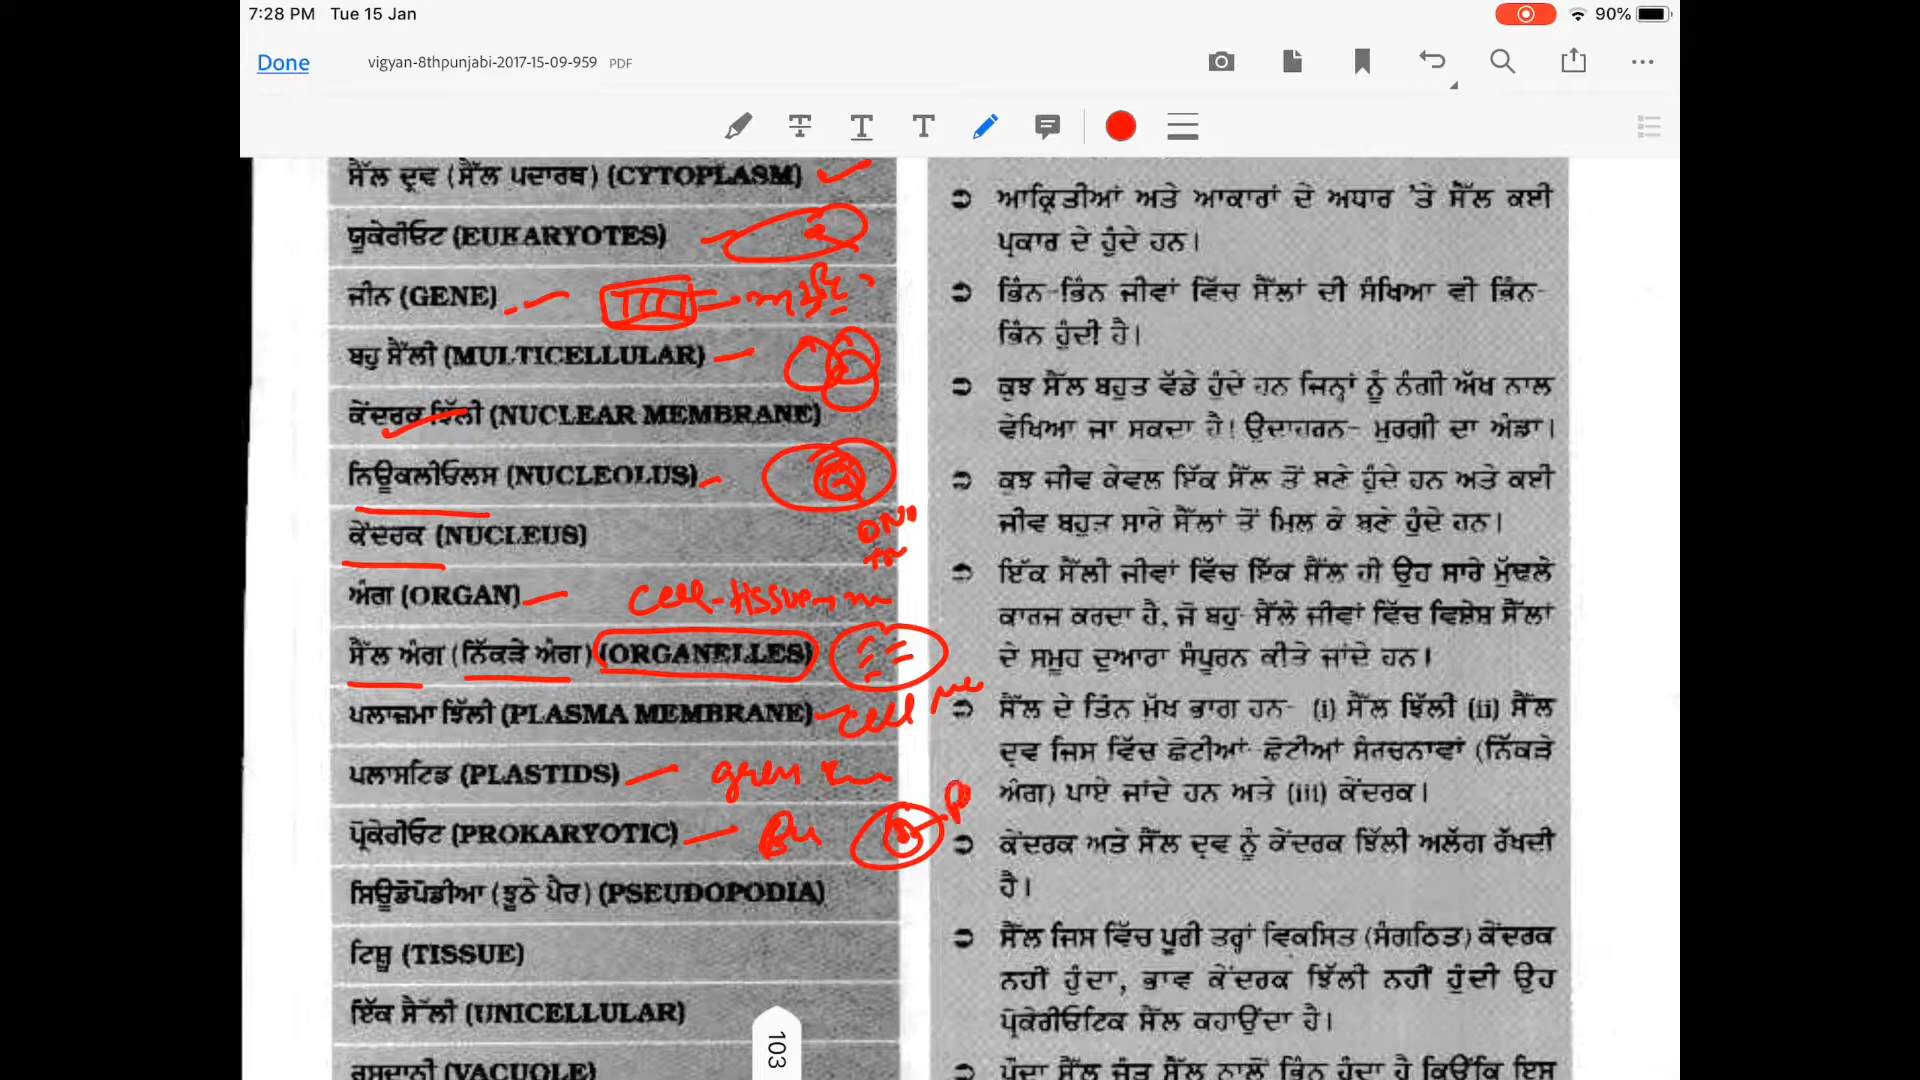 7:28 PM Tue 15 Jan
90%
Done
vigyan-8thpunjabi-2017-15-09-959 PDF
ਸੈੱਲ ਦ੍ਰਵ (ਸੈੱਲ ਪਦਾਰਥ) (CYTOPLASM)
ਯੂਕੇਰੀਓਟ (EUKARYOTES)
ਜੀਨ (GENE)
ਬਹੁ ਸੈੱਲੀ (MULTICELLULAR)
ਕੇਂਦਰਕ ਝਿੱਲੀ (NUCLEAR MEMBRANE)
ਨਿਊਕਲੀਓਲਸ (NUCLEOLUS)
ਕੇਂਦਰਕ (NUCLEUS)
ਅੰਗ (ORGAN) cell-tissue
ਸੈੱਲ ਅੰਗ (ਨਿੱਕੜੇ ਅੰਗ) (ORGANELLES)
ਪਲਾਜ਼ਮਾ ਝਿੱਲੀ (PLASMA MEMBRANE) cell
ਪਲਾਸਟਿਡ (PLASTIDS)
ਪ੍ਰੋਕੇਰੀਓਟ (PROKARYOTIC)
ਸਿਊਡੋਪੋਡੀਆ (ਝੂਠੇ ਪੈਰ) (PSEUDOPODIA)
ਟਿਸ਼ੂ (TISSUE)
ਇੱਕ ਸੈੱਲੀ (UNICELLULAR)
ਰਸਦਾਨੀ (VACUOLE)
103
ਆਕ੍ਰਿਤੀਆਂ ਅਤੇ ਆਕਾਰਾਂ ਦੇ ਅਧਾਰ 'ਤੇ ਸੈੱਲ ਕਈ
ਪ੍ਰਕਾਰ ਦੇ ਹੁੰਦੇ ਹਨ।
ਭਿੰਨ-ਭਿੰਨ ਜੀਵਾਂ ਵਿੱਚ ਸੈੱਲਾਂ ਦੀ ਸੰਖਿਆ ਵੀ ਭਿੰਨ-
ਭਿੰਨ ਹੁੰਦੀ ਹੈ।
ਕੁਝ ਸੈੱਲ ਬਹੁਤ ਵੱਡੇ ਹੁੰਦੇ ਹਨ ਜਿਨ੍ਹਾਂ ਨੂੰ ਨੰਗੀ ਅੱਖ ਨਾਲ
ਵੇਖਿਆ ਜਾ ਸਕਦਾ ਹੈ। ਉਦਾਹਰਨ- ਮੁਰਗੀ ਦਾ ਅੰਡਾ।
ਕੁਝ ਜੀਵ ਕੇਵਲ ਇੱਕ ਸੈੱਲ ਤੋਂ ਬਣੇ ਹੁੰਦੇ ਹਨ ਅਤੇ ਕਈ
ਜੀਵ ਬਹੁਤ ਸਾਰੇ ਸੈੱਲਾਂ ਤੋਂ ਮਿਲ ਕੇ ਬਣੇ ਹੁੰਦੇ ਹਨ।
ਇੱਕ ਸੈੱਲੀ ਜੀਵਾਂ ਵਿੱਚ ਇੱਕ ਸੈੱਲ ਹੀ ਉਹ ਸਾਰੇ ਮੁੱਢਲੇ
ਕਾਰਜ ਕਰਦਾ ਹੈ, ਜੋ ਬਹੁ- ਸੈੱਲੇ ਜੀਵਾਂ ਵਿੱਚ ਵਿਸ਼ੇਸ਼ ਸੈੱਲਾਂ
ਦੇ ਸਮੂਹ ਦੁਆਰਾ ਸੰਪੂਰਨ ਕੀਤੇ ਜਾਂਦੇ ਹਨ।
ਸੈੱਲ ਦੇ ਤਿੰਨ ਮੁੱਖ ਭਾਗ ਹਨ- (i) ਸੈੱਲ ਝਿੱਲੀ (ii) ਸੈੱਲ
ਦ੍ਰਵ ਜਿਸ ਵਿੱਚ ਛੋਟੀਆਂ-ਛੋਟੀਆਂ ਸੰਰਚਨਾਵਾਂ (ਨਿੱਕੜੇ
ਅੰਗ) ਪਾਏ ਜਾਂਦੇ ਹਨ ਅਤੇ (iii) ਕੇਂਦਰਕ।
ਕੇਂਦਰਕ ਅਤੇ ਸੈੱਲ ਦ੍ਰਵ ਨੂੰ ਕੇਂਦਰਕ ਝਿੱਲੀ ਅਲੱਗ ਰੱਖਦੀ
ਹੈ।
ਸੈੱਲ ਜਿਸ ਵਿੱਚ ਪੂਰੀ ਤਰ੍ਹਾਂ ਵਿਕਸਿਤ (ਸੰਗਠਿਤ) ਕੇਂਦਰਕ
ਨਹੀਂ ਹੁੰਦਾ, ਭਾਵ ਕੇਂਦਰਕ ਝਿੱਲੀ ਨਹੀਂ ਹੁੰਦੀ ਉਹ
ਪ੍ਰੋਕੇਰੀਓਟਿਕ ਸੈੱਲ ਕਹਾਉਂਦਾ ਹੈ।
ਪੌਦਾ ਸੈੱਲ ਜੰਤੂ ਸੈੱਲ ਨਾਲੋਂ ਭਿੰਨ ਹੁੰਦਾ ਹੈ ਕਿਉਂਕਿ ਇਸ